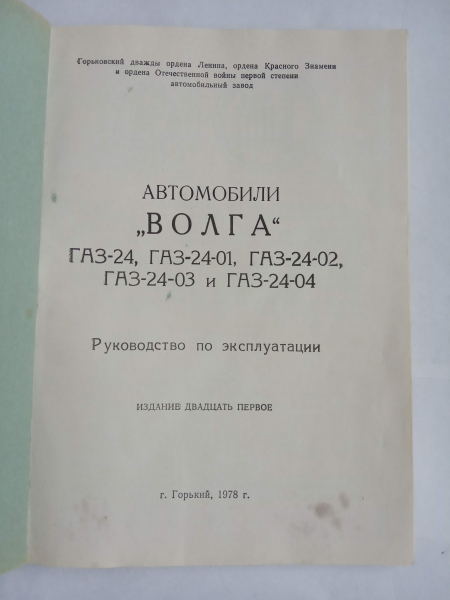 Горьковский дважды ордена Ленина, ордена Красного Знамени
и ордена Отечественной войны первой степени
автомобильный завод
АВТОМОБИЛИ
„ВОЛГА“
ГАЗ-24, ГАЗ-24-01, ГАЗ-24-02,
ГАЗ-24-03 и ГАЗ-24-04
Руководство по эксплуатации
ИЗДАНИЕ ДВАДЦАТЬ ПЕРВОЕ
г. Горький, 1978 г.